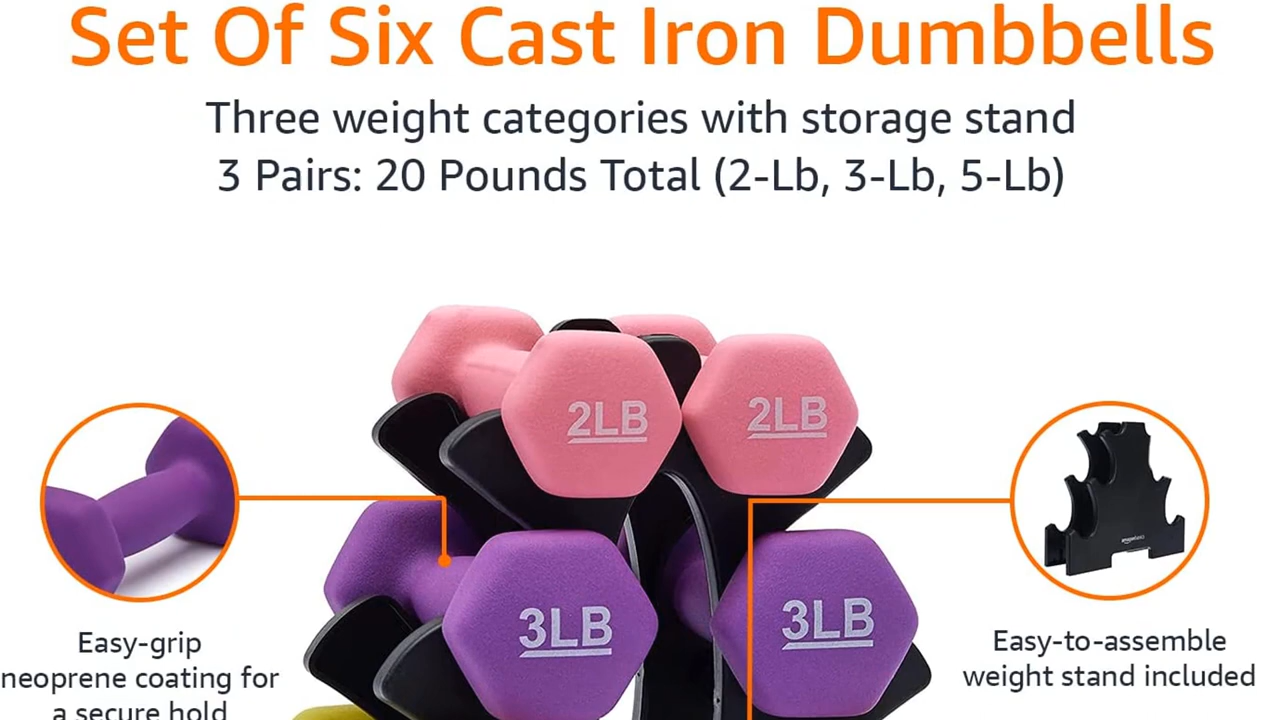 Set Of Six Cast Iron Dumbbells
Three weight categories with storage stand
3 Pairs: 20 Pounds Total (2-Lb, 3-Lb, 5-Lb)
2LB
2LB
3LB
3LB
amazonbasics
Easy-grip
neoprene coating for
a secure hold
Easy-to-assemble
weight stand included